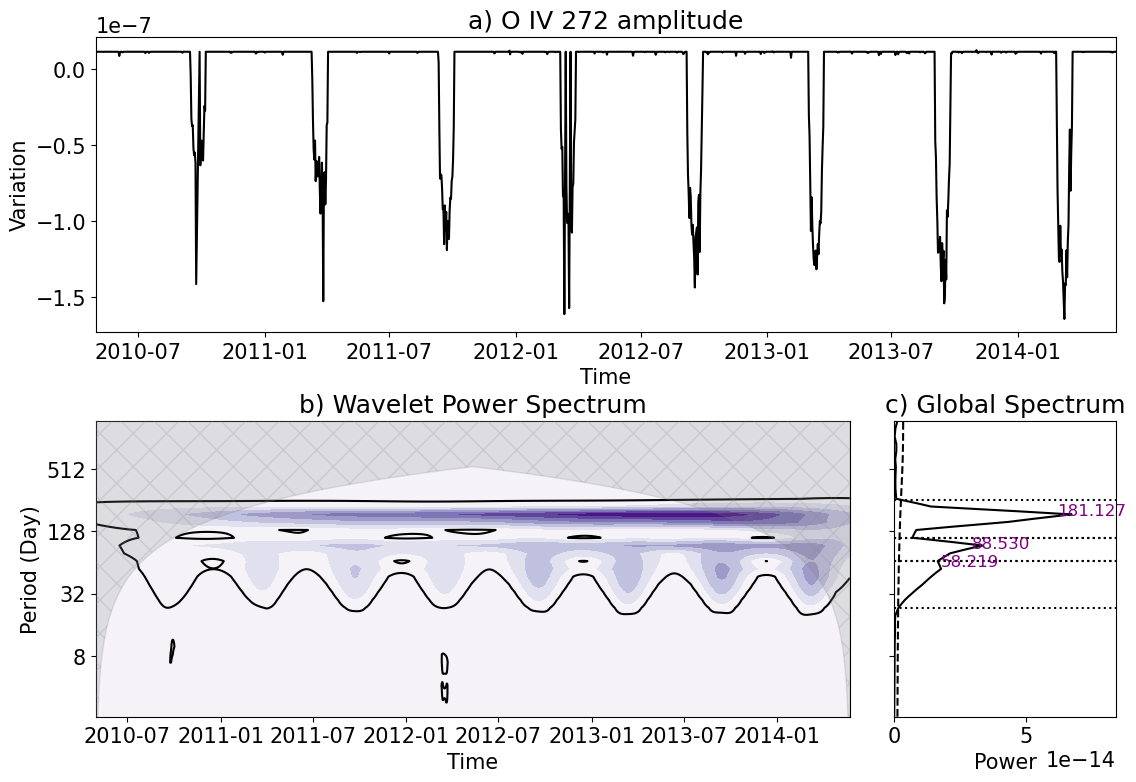 a) O IV 272 amplitude
1e−7
0.0
−0.5
−1.0
−1.5
Variation
2010-07 2011-01 2011-07 2012-01 2012-07 2013-01 2013-07 2014-01
Time
b) Wavelet Power Spectrum
512
128
32
8
Period (Day)
2010-07 2011-01 2011-07 2012-01 2012-07 2013-01 2013-07 2014-01
Time
c) Global Spectrum
181.127
88.530
58.219
0 5
Power 1e−14